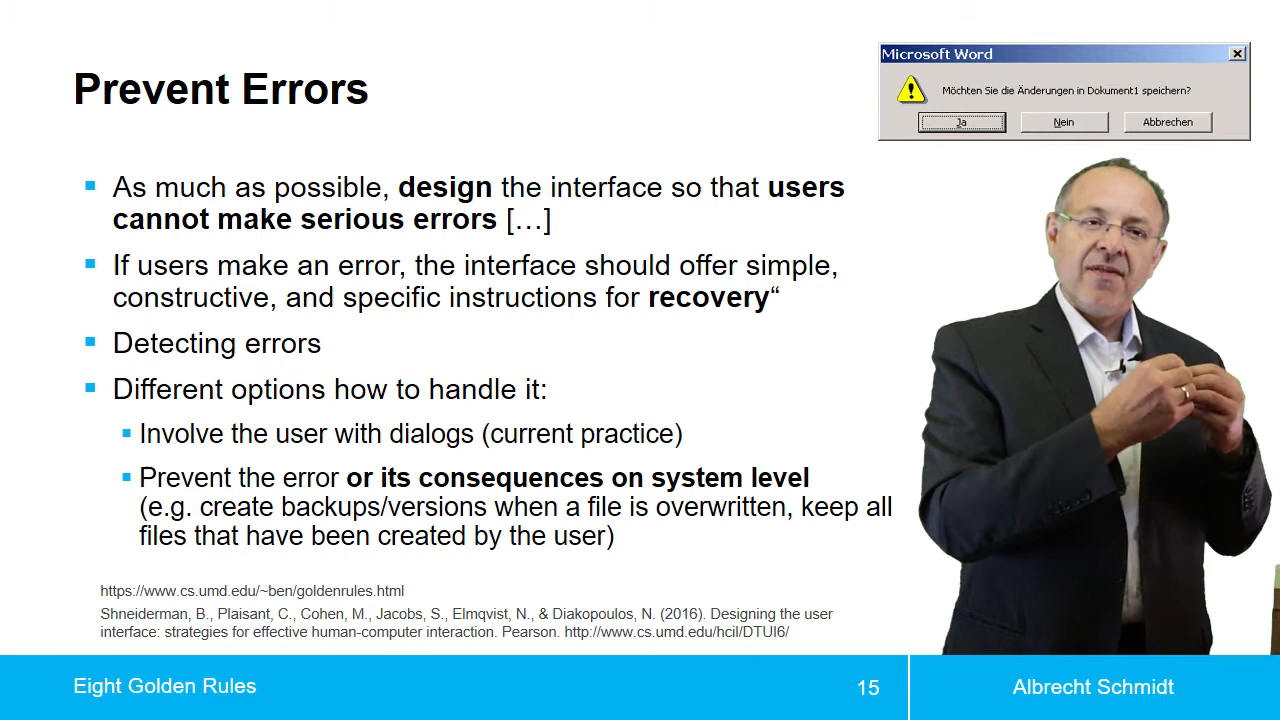 Prevent Errors
Microsoft Word
Möchten Sie die Änderungen in Dokument1 speichern?
Ja Nein Abbrechen
As much as possible, design the interface so that users
cannot make serious errors […]
If users make an error, the interface should offer simple,
constructive, and specific instructions for recovery“
Detecting errors
Different options how to handle it:
Involve the user with dialogs (current practice)
Prevent the error or its consequences on system level
(e.g. create backups/versions when a file is overwritten, keep all
files that have been created by the user)
https://www.cs.umd.edu/~ben/goldenrules.html
Shneiderman, B., Plaisant, C., Cohen, M., Jacobs, S., Elmqvist, N., & Diakopoulos, N. (2016). Designing the user
interface: strategies for effective human-computer interaction. Pearson. http://www.cs.umd.edu/hcil/DTUI6/
Eight Golden Rules
15
Albrecht Schmidt